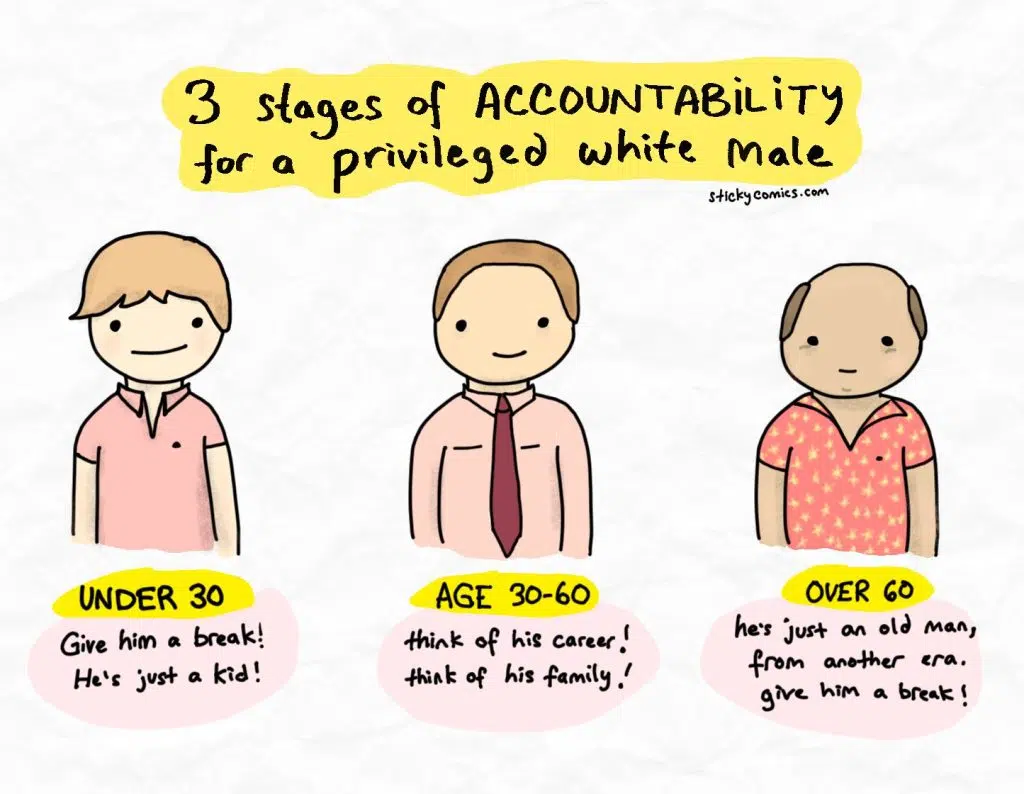 3 stages of ACCOUNTABiLiTY
for a privileged white male
stickycomics.com
UNDER 30
Give him a break!
He's just a kid!
AGE 30-60
think of his career!
think of his family!
OVER 60
he's just an old man,
from another era.
give him a break!